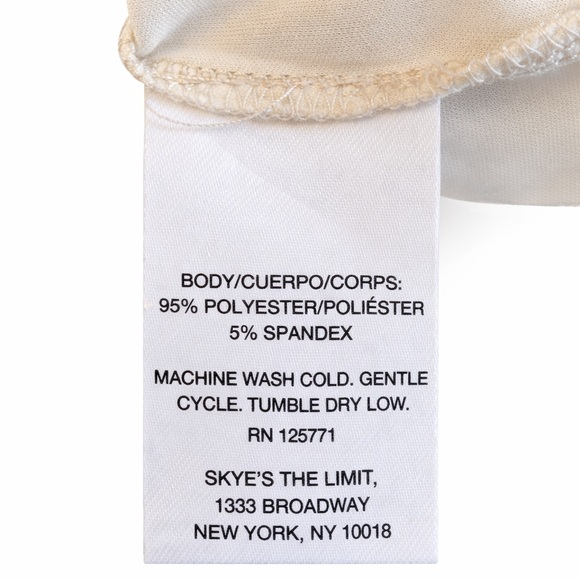 BODY/CUERPO/CORPS:
95% POLYESTER/POLIÉSTER
5% SPANDEX
MACHINE WASH COLD. GENTLE
CYCLE. TUMBLE DRY LOW.
RN 125771
SKYE'S THE LIMIT,
1333 BROADWAY
NEW YORK, NY 10018